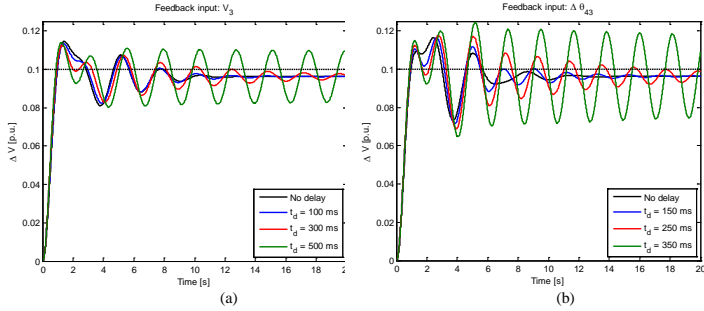 Feedback input: V3
Δ V [p.u.]
0.12
0.1
0.08
0.06
0.04
0.02
0
No delay
td = 100 ms
td = 300 ms
td = 500 ms
0 2 4 6 8 10 12 14 16 18 20
Time [s]
(a)
Feedback input: Δ θ43
Δ V [p.u.]
0.12
0.1
0.08
0.06
0.04
0.02
0
No delay
td = 150 ms
td = 250 ms
td = 350 ms
0 2 4 6 8 10 12 14 16 18 20
Time [s]
(b)